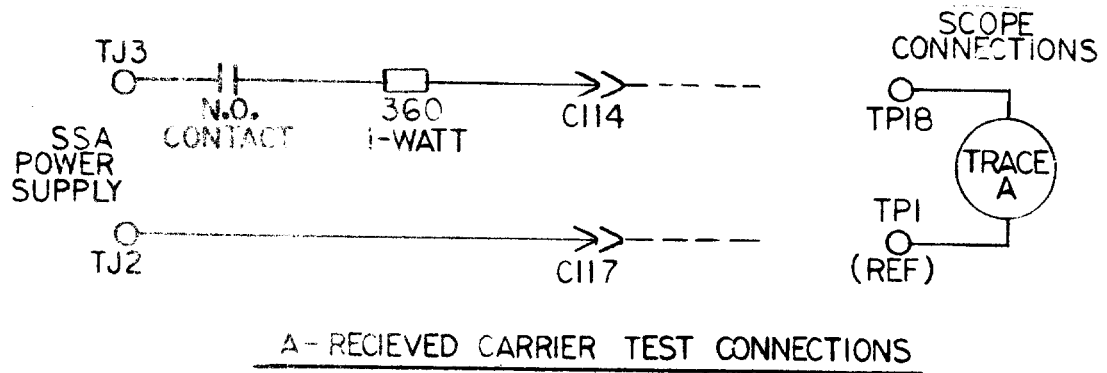 SCOPE
CONNECTIONS
TJ3
N.O.
CONTACT
360
1-WATT
C114
TP18
SSA
POWER
SUPPLY
TRACE
A
TP1
(REF)
TJ2
C117
A- RECIEVED CARRIER TEST CONNECTIONS